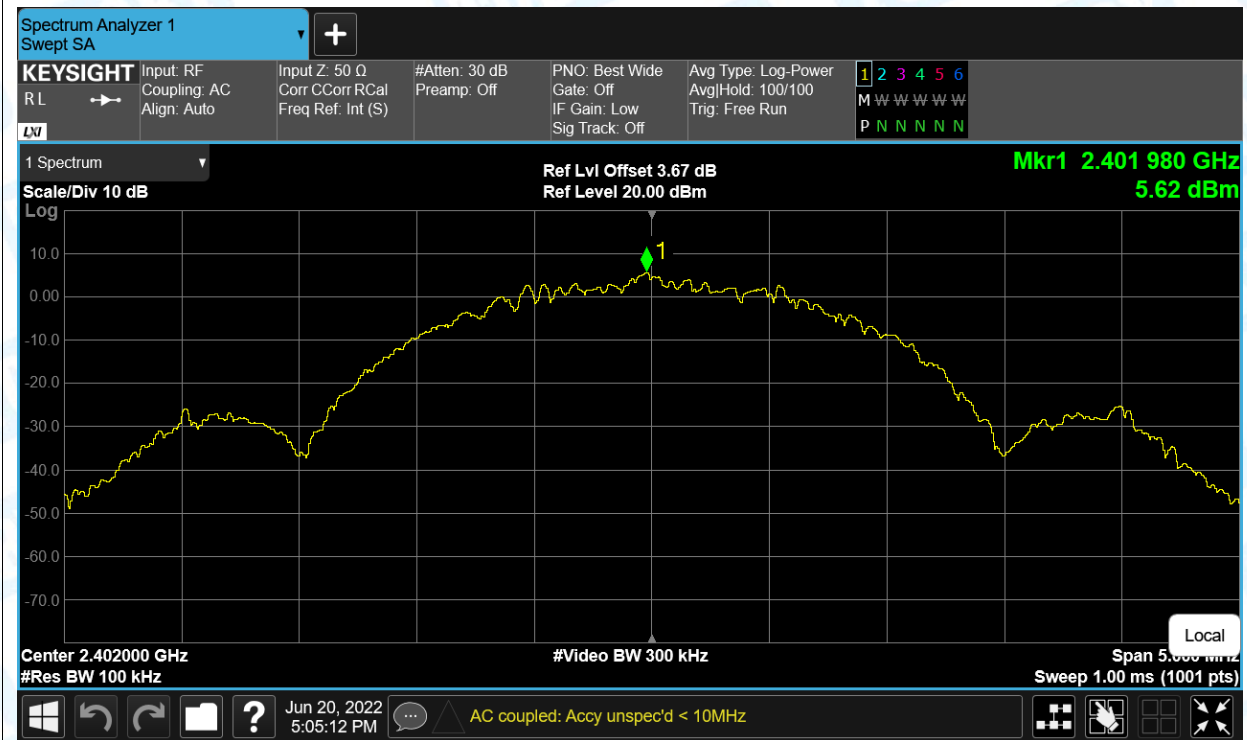 Spectrum Analyzer 1
Swept SA
KEYSIGHT
R L
LXI
Input: RF
Coupling: AC
Align: Auto
Input Z: 50 Ω
Corr CCorr RCal
Freq Ref: Int (S)
#Atten: 30 dB
Preamp: Off
PNO: Best Wide
Gate: Off
IF Gain: Low
Sig Track: Off
Avg Type: Log-Power
Avg|Hold: 100/100
Trig: Free Run
1 2 3 4 5 6
M W W W W W
P N N N N N
1 Spectrum
Scale/Div 10 dB
Log
Ref Lvl Offset 3.67 dB
Ref Level 20.00 dBm
Mkr1 2.401 980 GHz
5.62 dBm
1
10.0
0.00
-10.0
-20.0
-30.0
-40.0
-50.0
-60.0
-70.0
Local
Center 2.402000 GHz
#Res BW 100 kHz
#Video BW 300 kHz
Span 5.000 MHz
Sweep 1.00 ms (1001 pts)
?
Jun 20, 2022
5:05:12 PM
AC coupled: Accy unspec'd < 10MHz